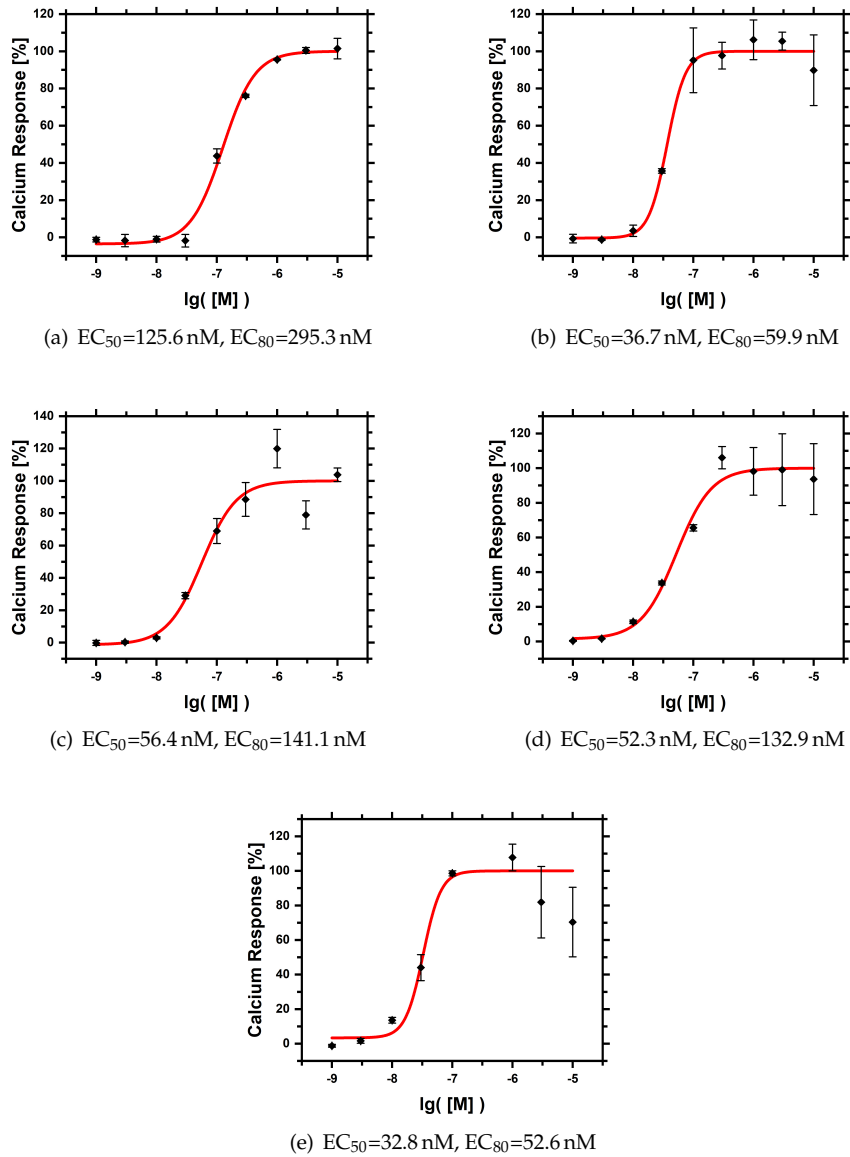 120
100
80
60
40
20
0
Calcium Response [%]
-9 -8 -7 -6 -5
lg( [M] )
(a) EC50=125.6 nM, EC80=295.3 nM
120
100
80
60
40
20
0
Calcium Response [%]
-9 -8 -7 -6 -5
lg( [M] )
(b) EC50=36.7 nM, EC80=59.9 nM
140
120
100
80
60
40
20
0
Calcium Response [%]
-9 -8 -7 -6 -5
lg( [M] )
(c) EC50=56.4 nM, EC80=141.1 nM
120
100
80
60
40
20
0
Calcium Response [%]
-9 -8 -7 -6 -5
lg( [M] )
(d) EC50=52.3 nM, EC80=132.9 nM
120
100
80
60
40
20
0
Calcium Response [%]
-9 -8 -7 -6 -5
lg( [M] )
(e) EC50=32.8 nM, EC80=52.6 nM